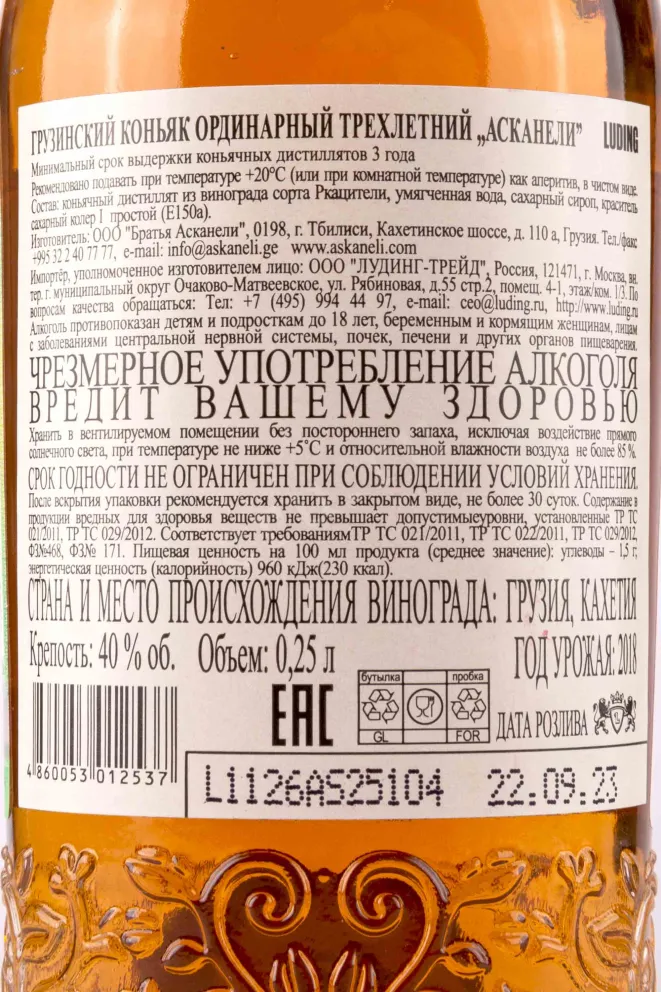 ГРУЗИНСКИЙ КОНЬЯК ОРДИНАРНЫЙ ТРЕХЛЕТНИЙ „АСКАНЕЛИ” LUDING
Минимальный срок выдержки коньячных дистиллятов 3 года
Рекомендовано подавать при температуре +20°С (или при комнатной температуре) как аперитив, в чистом виде.
Состав: коньячный дистиллят из винограда сорта Ркацители, умягченная вода, сахарный сироп, краситель
сахарный колер I простой (Е150а).
Изготовитель: ООО "Братья Асканели", 0198, г. Тбилиси, Кахетинское шоссе, д. 110 а, Грузия. Тел./факс
+995 32 2 40 77 77, e-mail: info@askaneli.ge www.askaneli.com
Импортёр, уполномоченное изготовителем лицо: ООО "ЛУДИНГ-ТРЕЙД", Россия, 121471, г. Москва, вн.
тер. г. муниципальный округ Очаково-Матвеевское, ул. Рябиновая, д.55 стр.2, помещ. 4-1, этаж/ком. 1/3. По
вопросам качества обращаться: Тел: +7 (495) 994 44 97, e-mail: ceo@luding.ru, http://www.luding.ru
Алкоголь противопоказан детям и подросткам до 18 лет, беременным и кормящим женщинам, лицам
с заболеваниями центральной нервной системы, почек, печени и других органов пищеварения.
ЧРЕЗМЕРНОЕ УПОТРЕБЛЕНИЕ АЛКОГОЛЯ
ВРЕДИТ ВАШЕМУ ЗДОРОВЬЮ
Хранить в вентилируемом помещении без постороннего запаха, исключая воздействие прямого
солнечного света, при температуре не ниже +5˚С и относительной влажности воздуха не более 85 %.
СРОК ГОДНОСТИ НЕ ОГРАНИЧЕН ПРИ СОБЛЮДЕНИИ УСЛОВИЙ ХРАНЕНИЯ.
После вскрытия упаковки рекомендуется хранить в закрытом виде, не более 30 суток. Содержание в
продукции вредных для здоровья веществ не превышает допустимыеуровни, установленные ТР ТС
021/2011, ТР ТС 029/2012. Соответствует требованиямТР ТС 021/2011, ТР ТС 022/2011, ТР ТС 029/2012,
ФЗ№468, ФЗ№ 171. Пищевая ценность на 100 мл продукта (среднее значение): углеводы – 1,5 г;
энергетическая ценность (калорийность) 960 кДж(230 ккал).
СТРАНА И МЕСТО ПРОИСХОЖДЕНИЯ ВИНОГРАДА: ГРУЗИЯ, КАХЕТИЯ
Крепость: 40 % об. Объем: 0,25 л ГОД УРОЖАЯ: 2018
бутылка пробка
EAC
GL FOR
ДАТА РОЗЛИВА
4 860053 012537
L1126AS25104 22.09.23